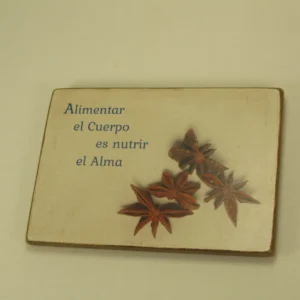 Alimentar
el Cuerpo
es nutrir
el Alma